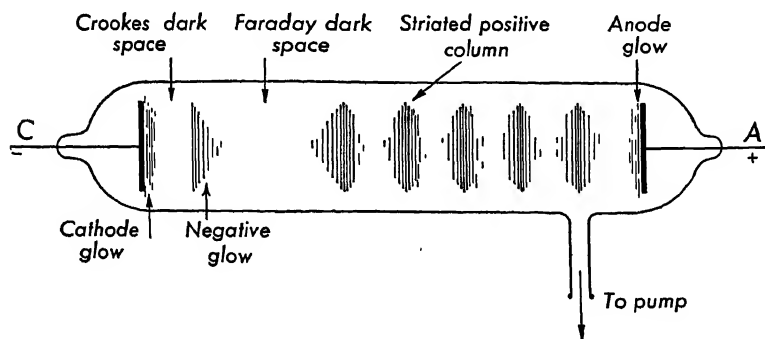 Crookes dark
space
Faraday dark
space
Striated positive
column
Anode
glow
C
−
A
+
Cathode
glow
Negative
glow
To pump